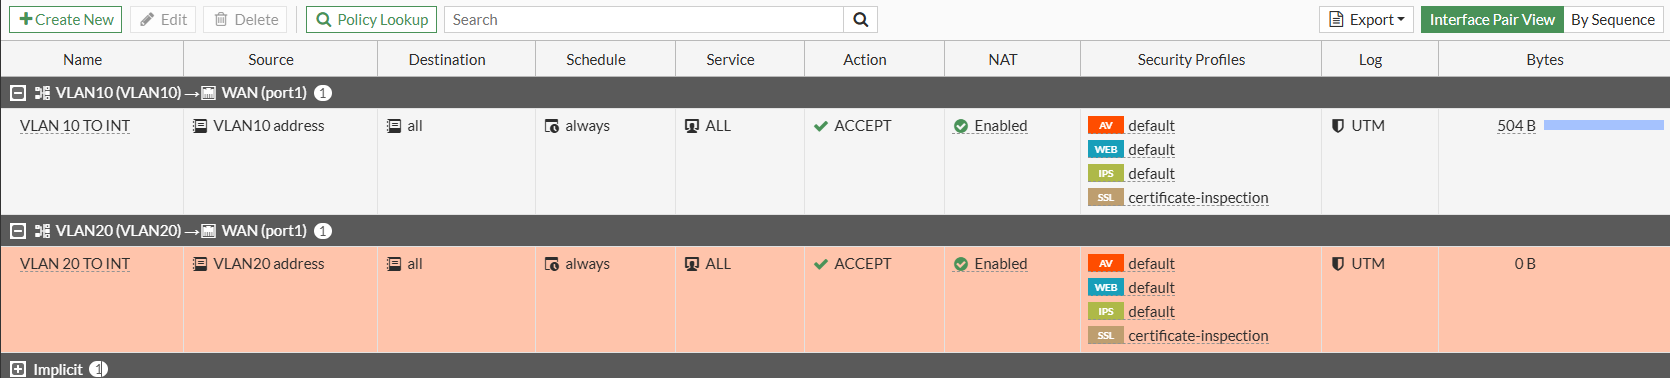 Create New Edit Delete Policy Lookup Search Export Interface Pair View By Sequence
Name Source Destination Schedule Service Action NAT Security Profiles Log Bytes
VLAN10 (VLAN10) → WAN (port1) 1
VLAN 10 TO INT VLAN10 address all always ALL ACCEPT Enabled AV default UTM 504 B
WEB default
IPS default
SSL certificate-inspection
VLAN20 (VLAN20) → WAN (port1) 1
VLAN 20 TO INT VLAN20 address all always ALL ACCEPT Enabled AV default UTM 0 B
WEB default
IPS default
SSL certificate-inspection
Implicit 1